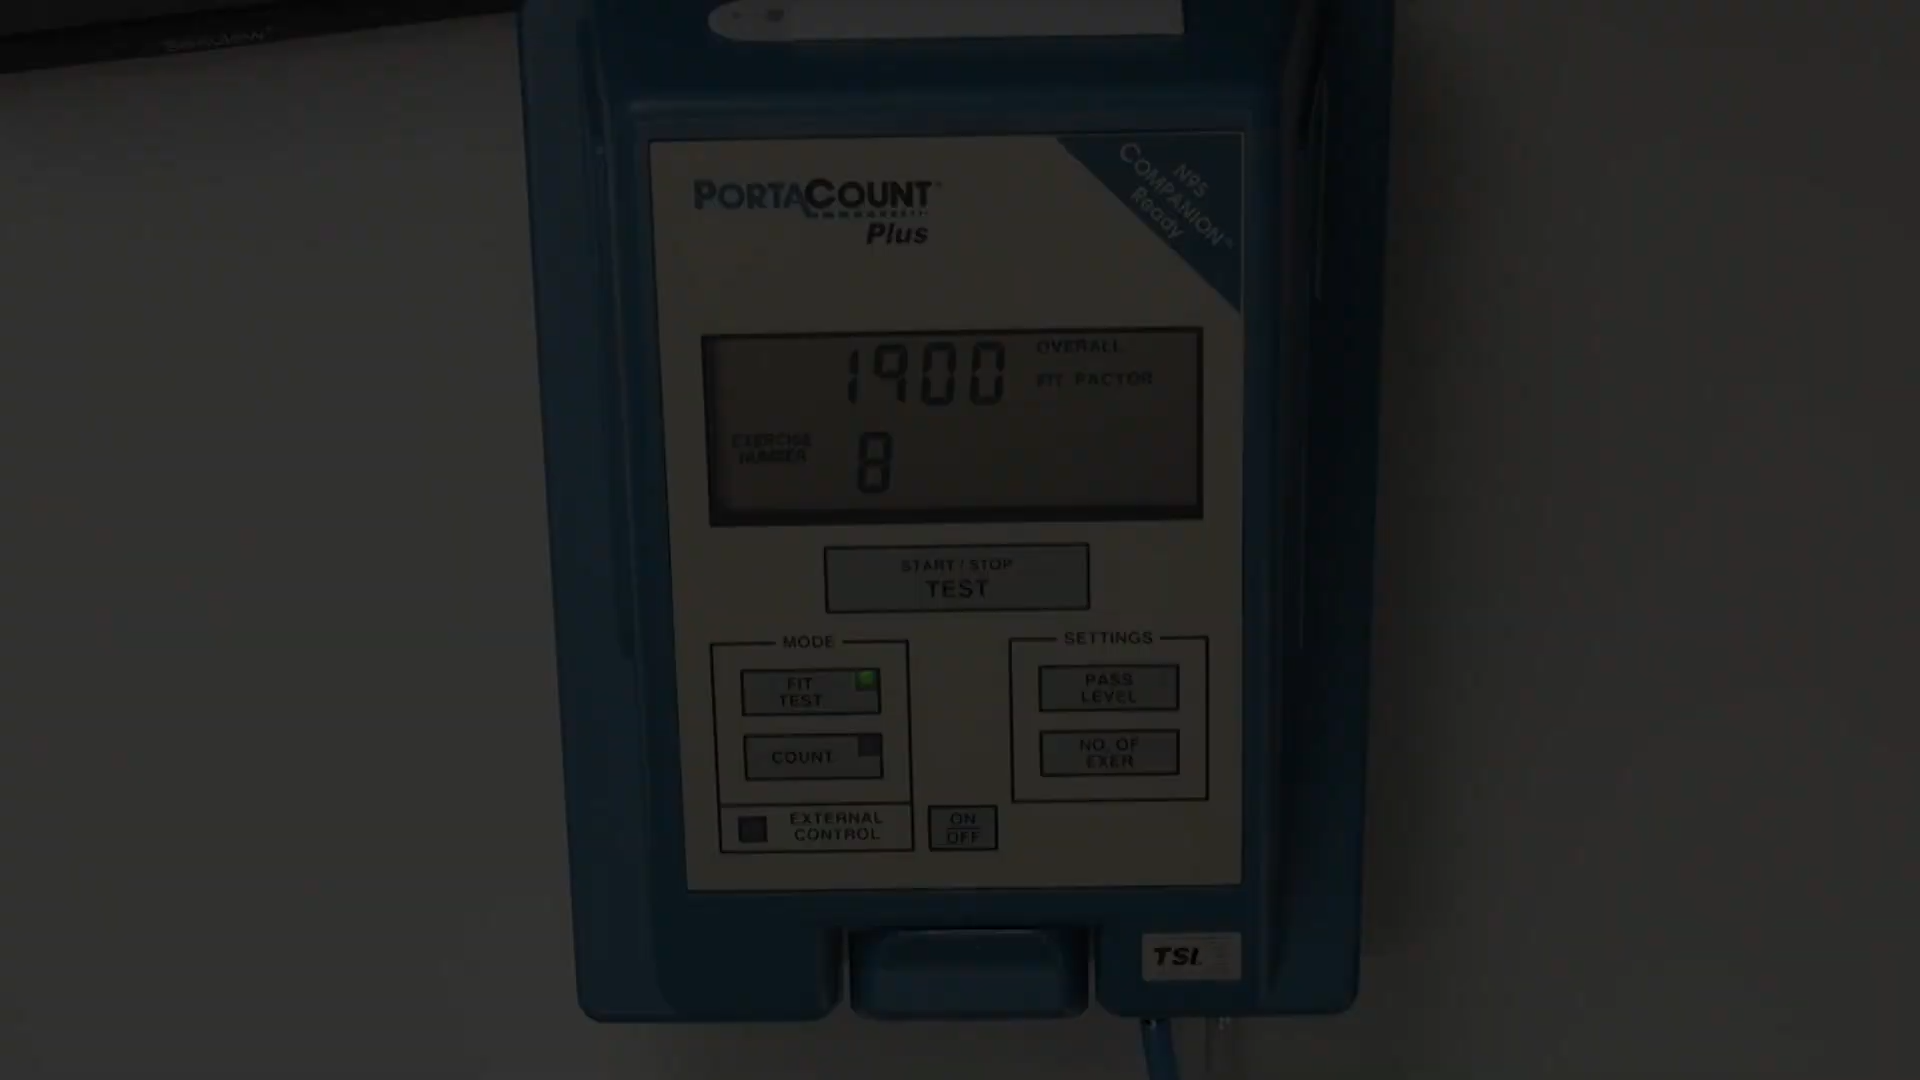 PORTACOUNT
Plus
N95
COMPANION™
Ready
1900
OVERALL
FIT FACTOR
EXERCISE
NUMBER
8
START / STOP
TEST
MODE
FIT
TEST
COUNT
EXTERNAL
CONTROL
ON
OFF
SETTINGS
PASS
LEVEL
NO. OF
EXER
TSI